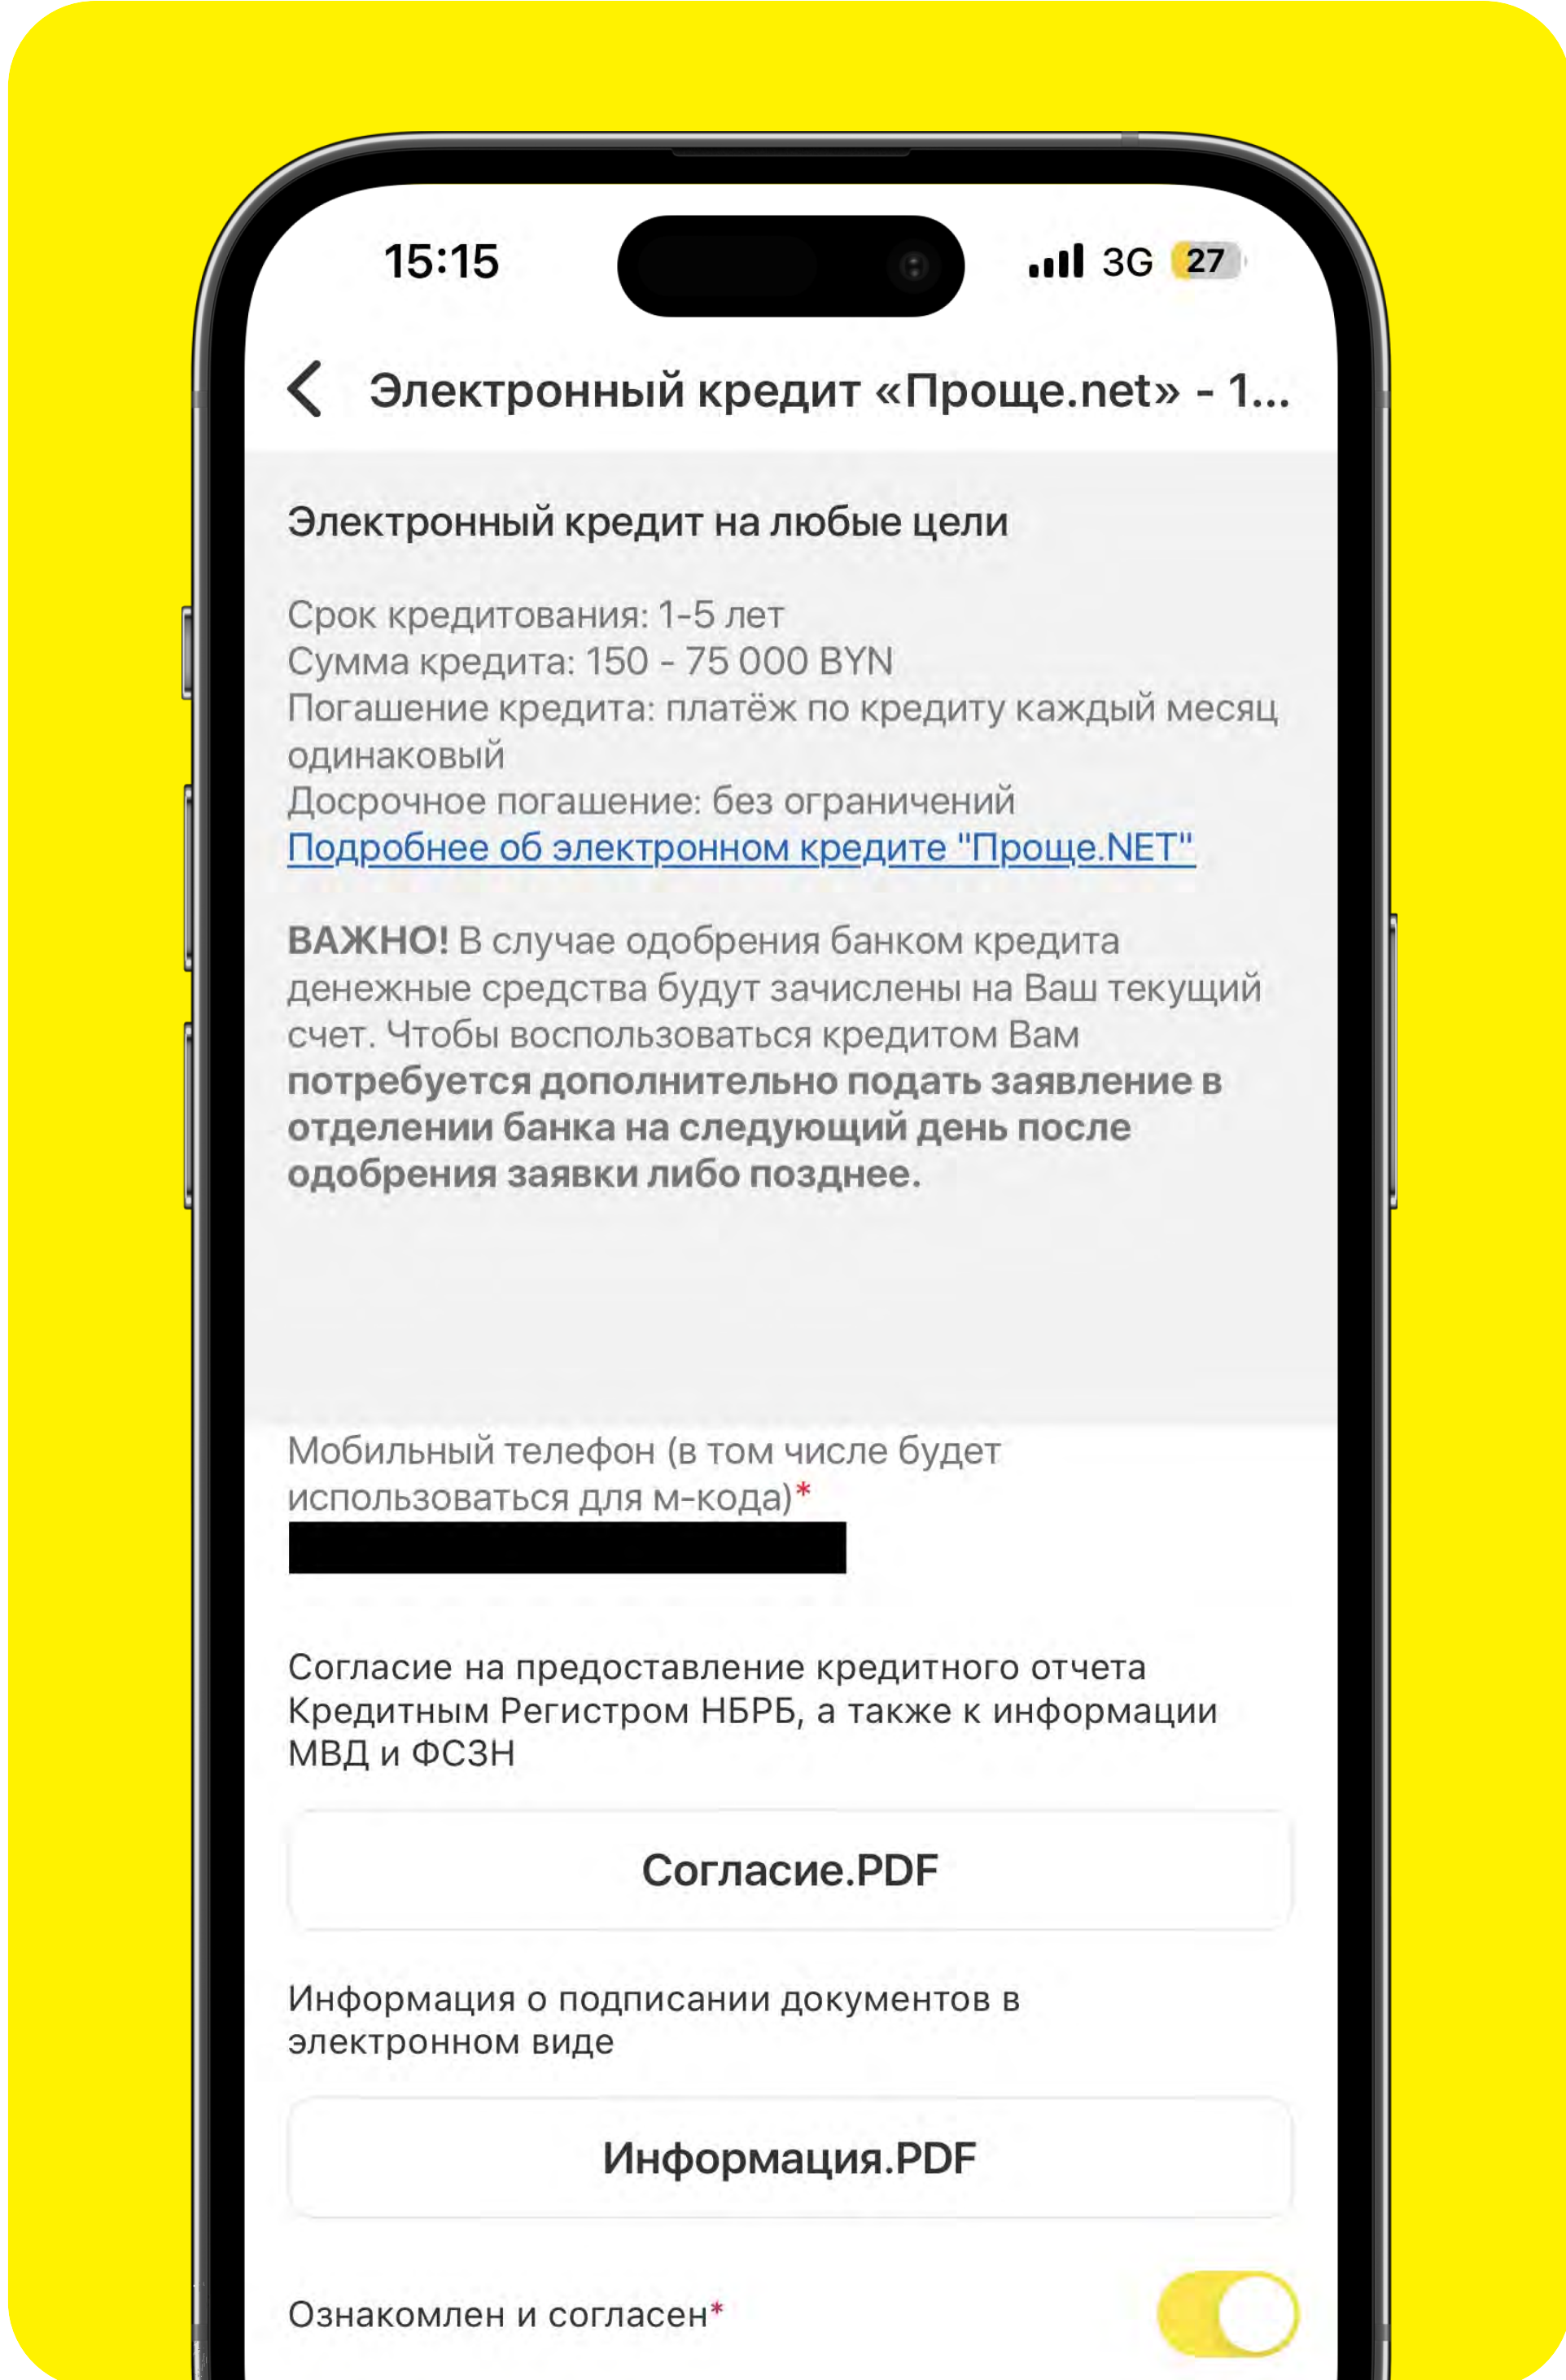 15:15
3G 27
Электронный кредит «Проще.net» - 1...
Электронный кредит на любые цели
Срок кредитования: 1-5 лет
Сумма кредита: 150 - 75 000 BYN
Погашение кредита: платёж по кредиту каждый месяц
одинаковый
Досрочное погашение: без ограничений
Подробнее об электронном кредите "Проще.NET"
ВАЖНО! В случае одобрения банком кредита
денежные средства будут зачислены на Ваш текущий
счет. Чтобы воспользоваться кредитом Вам
потребуется дополнительно подать заявление в
отделении банка на следующий день после
одобрения заявки либо позднее.
Мобильный телефон (в том числе будет
использоваться для м-кода)*
Согласие на предоставление кредитного отчета
Кредитным Регистром НБРБ, а также к информации
МВД и ФСЗН
Согласие.PDF
Информация о подписании документов в
электронном виде
Информация.PDF
Ознакомлен и согласен*